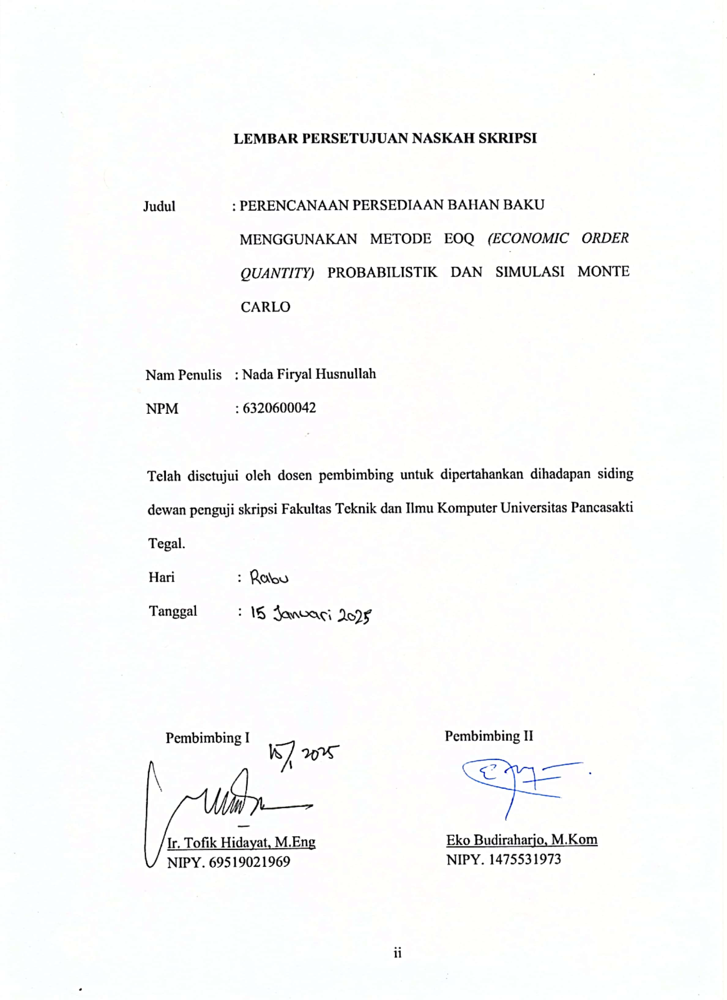 LEMBAR PERSETUJUAN NASKAH SKRIPSI
Judul : PERENCANAAN PERSEDIAAN BAHAN BAKU
MENGGUNAKAN METODE EOQ (ECONOMIC ORDER
QUANTITY) PROBABILISTIK DAN SIMULASI MONTE
CARLO
Nam Penulis : Nada Firyal Husnullah
NPM : 6320600042
Telah disetujui oleh dosen pembimbing untuk dipertahankan dihadapan siding
dewan penguji skripsi Fakultas Teknik dan Ilmu Komputer Universitas Pancasakti
Tegal.
Hari : Rabu
Tanggal : 15 Januari 2025
Pembimbing I Pembimbing II
15/1 2025
Ir. Tofik Hidayat, M.Eng Eko Budiraharjo, M.Kom
NIPY. 69519021969 NIPY. 1475531973
ii